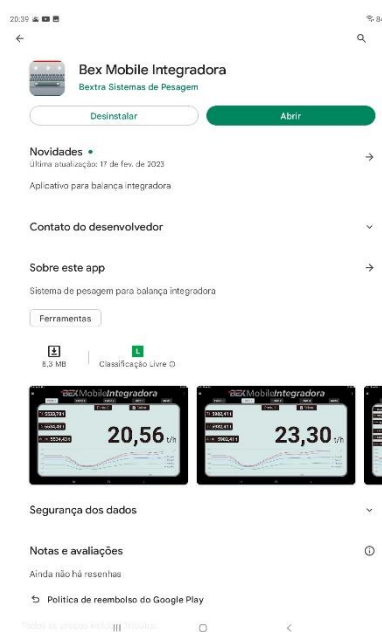 20:39
84
Bex Mobile Integradora
Bextra Sistemas de Pesagem
Desinstalar
Abrir
Novidades
Última atualização: 17 de fev. de 2023
Aplicativo para balança integradora
Contato do desenvolvedor
Sobre este app
Sistema de pesagem para balança integradora
Ferramentas
L
8,3 MB
Classificação Livre
BEXMobileIntegradora
20,56 t/h
BEXMobileIntegradora
23,30 t/h
Segurança dos dados
Notas e avaliações
Ainda não há resenhas
Política de reembolso do Google Play